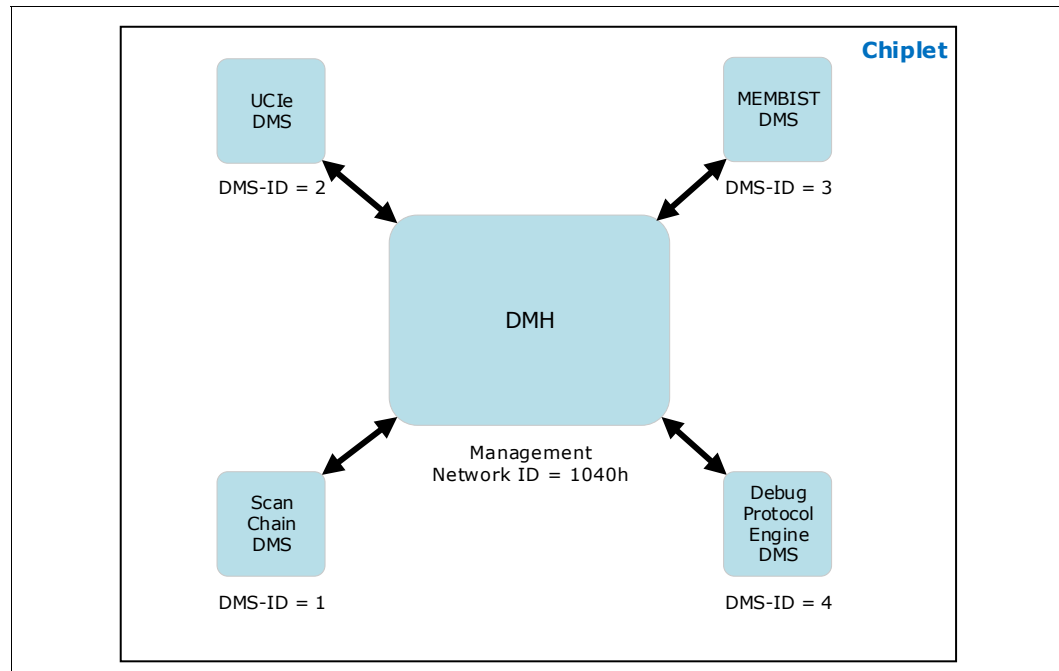 Chiplet
UCIe
DMS
DMS-ID = 2
MEMBIST
DMS
DMS-ID = 3
DMH
Management
Network ID = 1040h
Scan
Chain
DMS
DMS-ID = 1
Debug
Protocol
Engine
DMS
DMS-ID = 4